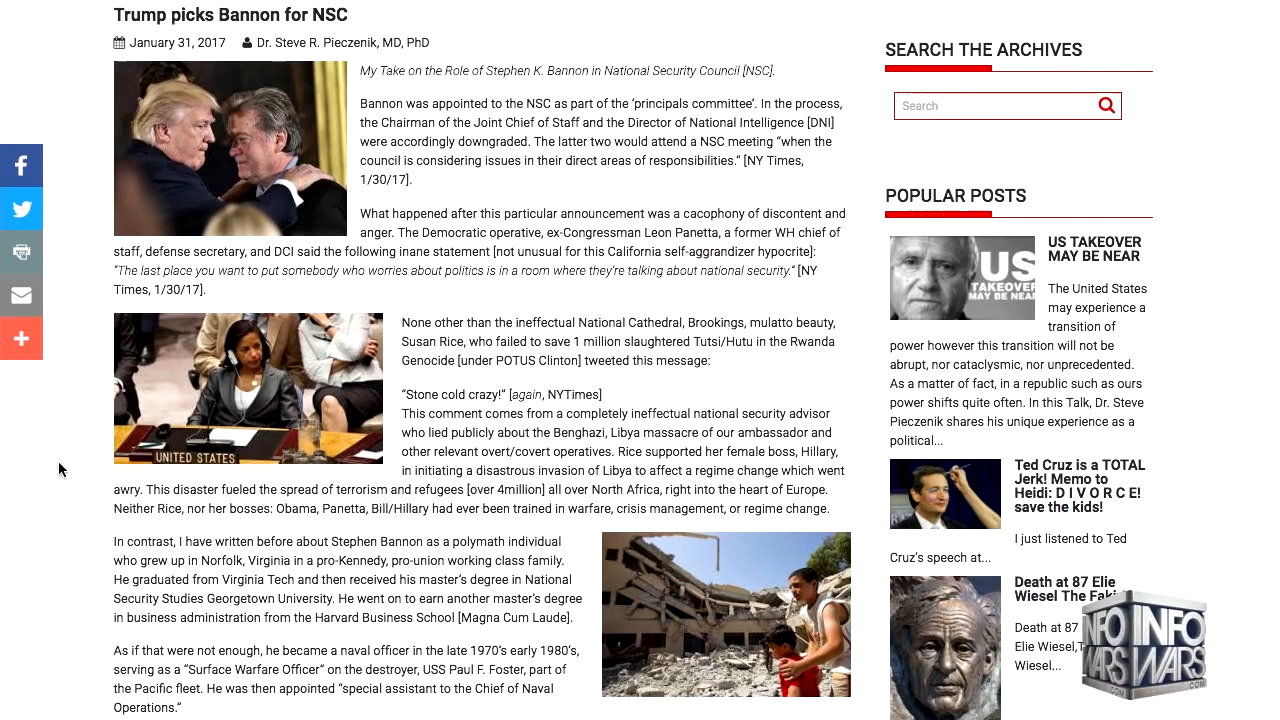 Trump picks Bannon for NSC
January 31, 2017 Dr. Steve R. Pieczenik, MD, PhD
My Take on the Role of Stephen K. Bannon in National Security Council [NSC].
Bannon was appointed to the NSC as part of the ‘principals committee’. In the process,
the Chairman of the Joint Chief of Staff and the Director of National Intelligence [DNI]
were accordingly downgraded. The latter two would attend a NSC meeting “when the
council is considering issues in their direct areas of responsibilities.” [NY Times,
1/30/17].
What happened after this particular announcement was a cacophony of discontent and
anger. The Democratic operative, ex-Congressman Leon Panetta, a former WH chief of
staff, defense secretary, and DCI said the following inane statement [not unusual for this California self-aggrandizer hypocrite]:
“The last place you want to put somebody who worries about politics is in a room where they’re talking about national security.“ [NY
Times, 1/30/17].
UNITED STATES
None other than the ineffectual National Cathedral, Brookings, mulatto beauty,
Susan Rice, who failed to save 1 million slaughtered Tutsi/Hutu in the Rwanda
Genocide [under POTUS Clinton] tweeted this message:
“Stone cold crazy!” [again, NYTimes]
This comment comes from a completely ineffectual national security advisor
who lied publicly about the Benghazi, Libya massacre of our ambassador and
other relevant overt/covert operatives. Rice supported her female boss, Hillary,
in initiating a disastrous invasion of Libya to affect a regime change which went
awry. This disaster fueled the spread of terrorism and refugees [over 4million] all over North Africa, right into the heart of Europe.
Neither Rice, nor her bosses: Obama, Panetta, Bill/Hillary had ever been trained in warfare, crisis management, or regime change.
In contrast, I have written before about Stephen Bannon as a polymath individual
who grew up in Norfolk, Virginia in a pro-Kennedy, pro-union working class family.
He graduated from Virginia Tech and then received his master’s degree in National
Security Studies Georgetown University. He went on to earn another master’s degree
in business administration from the Harvard Business School [Magna Cum Laude].
As if that were not enough, he became a naval officer in the late 1970’s early 1980’s,
serving as a “Surface Warfare Officer” on the destroyer, USS Paul F. Foster, part of
the Pacific fleet. He was then appointed “special assistant to the Chief of Naval
Operations.”
SEARCH THE ARCHIVES
Search
POPULAR POSTS
US
TAKEOVER
MAY BE NEAR
US TAKEOVER
MAY BE NEAR
The United States
may experience a
transition of
power however this transition will not be
abrupt, nor cataclysmic, nor unprecedented.
As a matter of fact, in a republic such as ours
power shifts quite often. In this Talk, Dr. Steve
Pieczenik shares his unique experience as a
political...
Ted Cruz is a TOTAL
Jerk! Memo to
Heidi: D I V O R C E!
save the kids!
I just listened to Ted
Cruz’s speech at...
Death at 87 Elie
Wiesel The
Death at 87
Elie Wiesel,
Wiesel...
INFO INFO
WARS WARS
.COM .COM